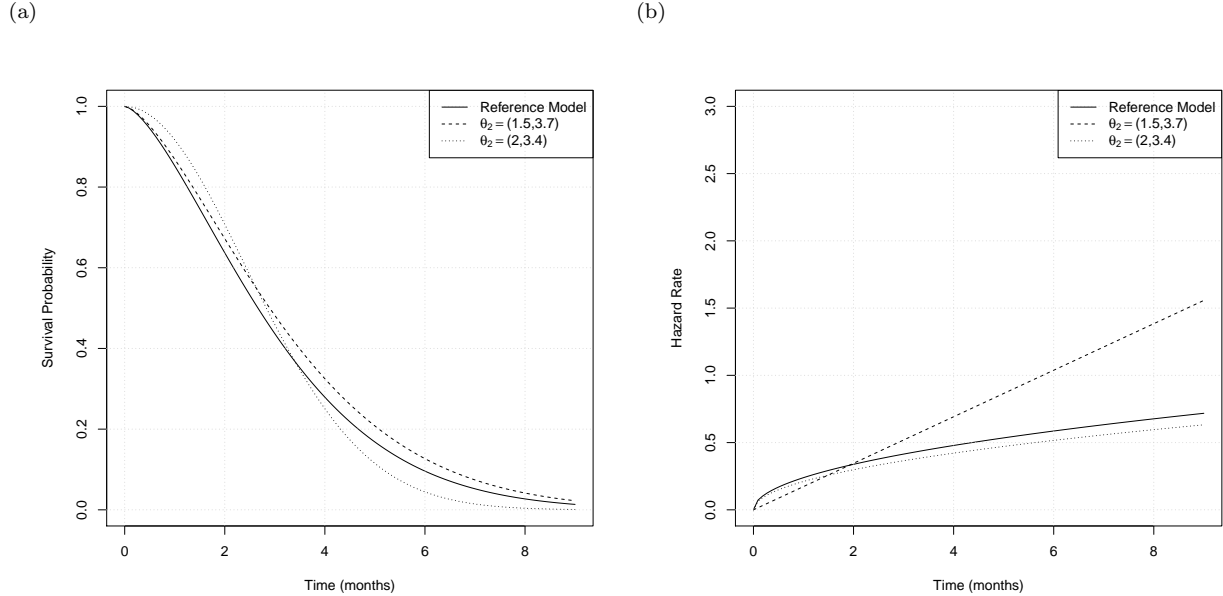 (a)
Reference Model
θ₂ = (1.5,3.7)
θ₂ = (2,3.4)
1.0
0.8
0.6
0.4
0.2
0.0
Survival Probability
0 2 4 6 8
Time (months)
(b)
Reference Model
θ₂ = (1.5,3.7)
θ₂ = (2,3.4)
3.0
2.5
2.0
1.5
1.0
0.5
0.0
Hazard Rate
0 2 4 6 8
Time (months)